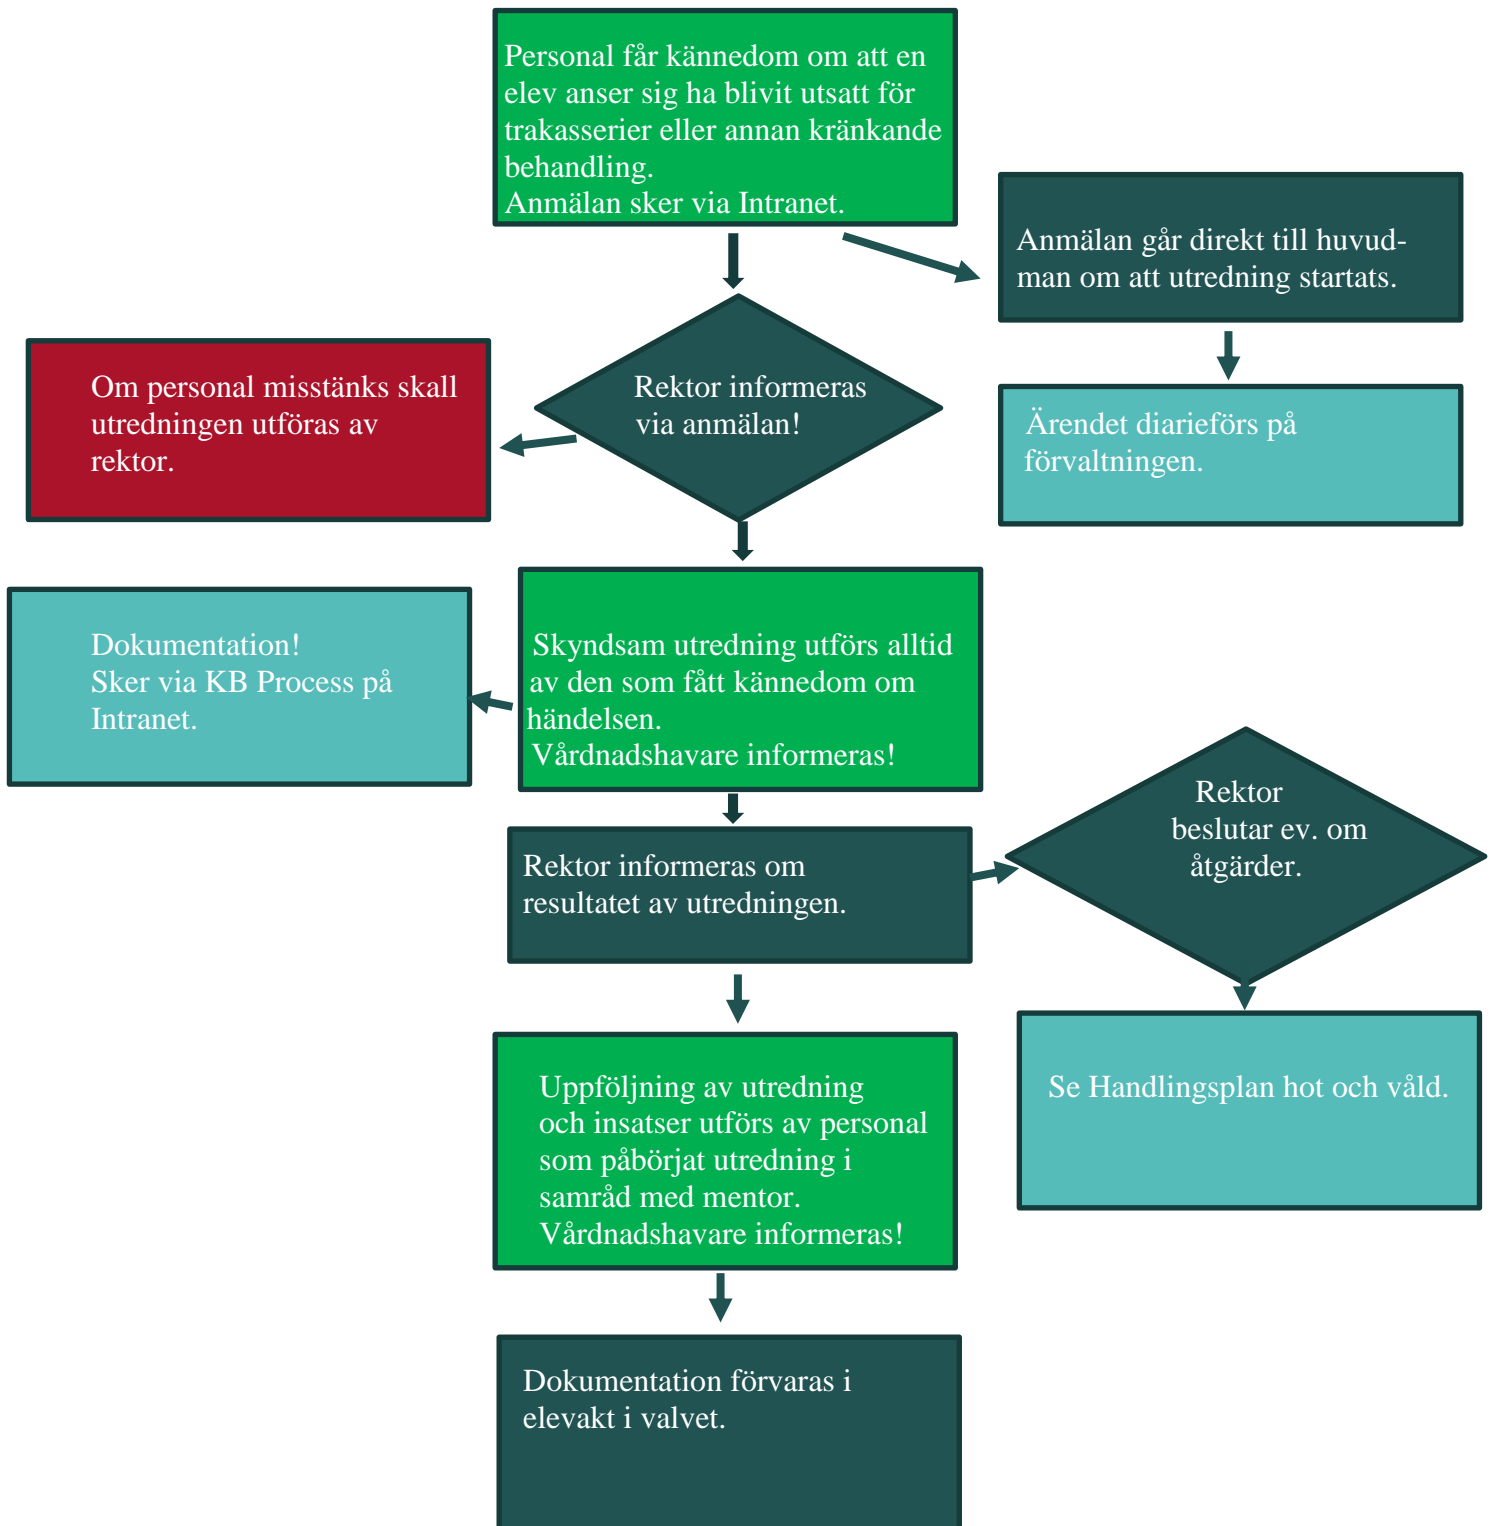 Personal får kännedom om att en
elev anser sig ha blivit utsatt för
trakasserier eller annan kränkande
behandling.
Anmälan sker via Intranet.
Anmälan går direkt till huvud-
man om att utredning startats.
Om personal misstänks skall
utredningen utföras av
rektor.
Rektor informeras
via anmälan!
Ärendet diarieförs på
förvaltningen.
Dokumentation!
Sker via KB Process på
Intranet.
Skyndsam utredning utförs alltid
av den som fått kännedom om
händelsen.
Vårdnadshavare informeras!
Rektor
beslutar ev. om
åtgärder.
Rektor informeras om
resultatet av utredningen.
Se Handlingsplan hot och våld.
Uppföljning av utredning
och insatser utförs av personal
som påbörjat utredning i
samråd med mentor.
Vårdnadshavare informeras!
Dokumentation förvaras i
elevakt i valvet.